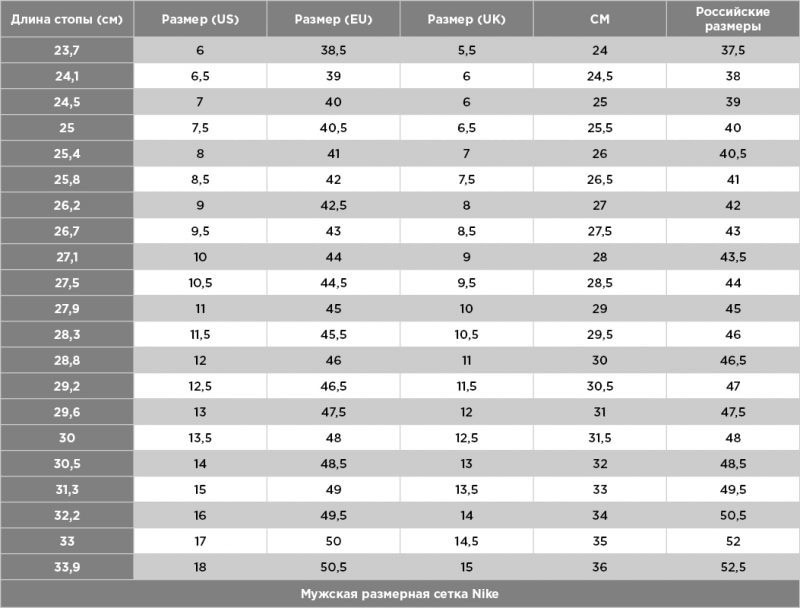 Длина стопы (см) Размер (US) Размер (EU) Размер (UK) СМ Российские размеры
23,7 6 38,5 5,5 24 37,5
24,1 6,5 39 6 24,5 38
24,5 7 40 6 25 39
25 7,5 40,5 6,5 25,5 40
25,4 8 41 7 26 40,5
25,8 8,5 42 7,5 26,5 41
26,2 9 42,5 8 27 42
26,7 9,5 43 8,5 27,5 43
27,1 10 44 9 28 43,5
27,5 10,5 44,5 9,5 28,5 44
27,9 11 45 10 29 45
28,3 11,5 45,5 10,5 29,5 46
28,8 12 46 11 30 46,5
29,2 12,5 46,5 11,5 30,5 47
29,6 13 47,5 12 31 47,5
30 13,5 48 12,5 31,5 48
30,5 14 48,5 13 32 48,5
31,3 15 49 13,5 33 49,5
32,2 16 49,5 14 34 50,5
33 17 50 14,5 35 52
33,9 18 50,5 15 36 52,5
Мужская размерная сетка Nike